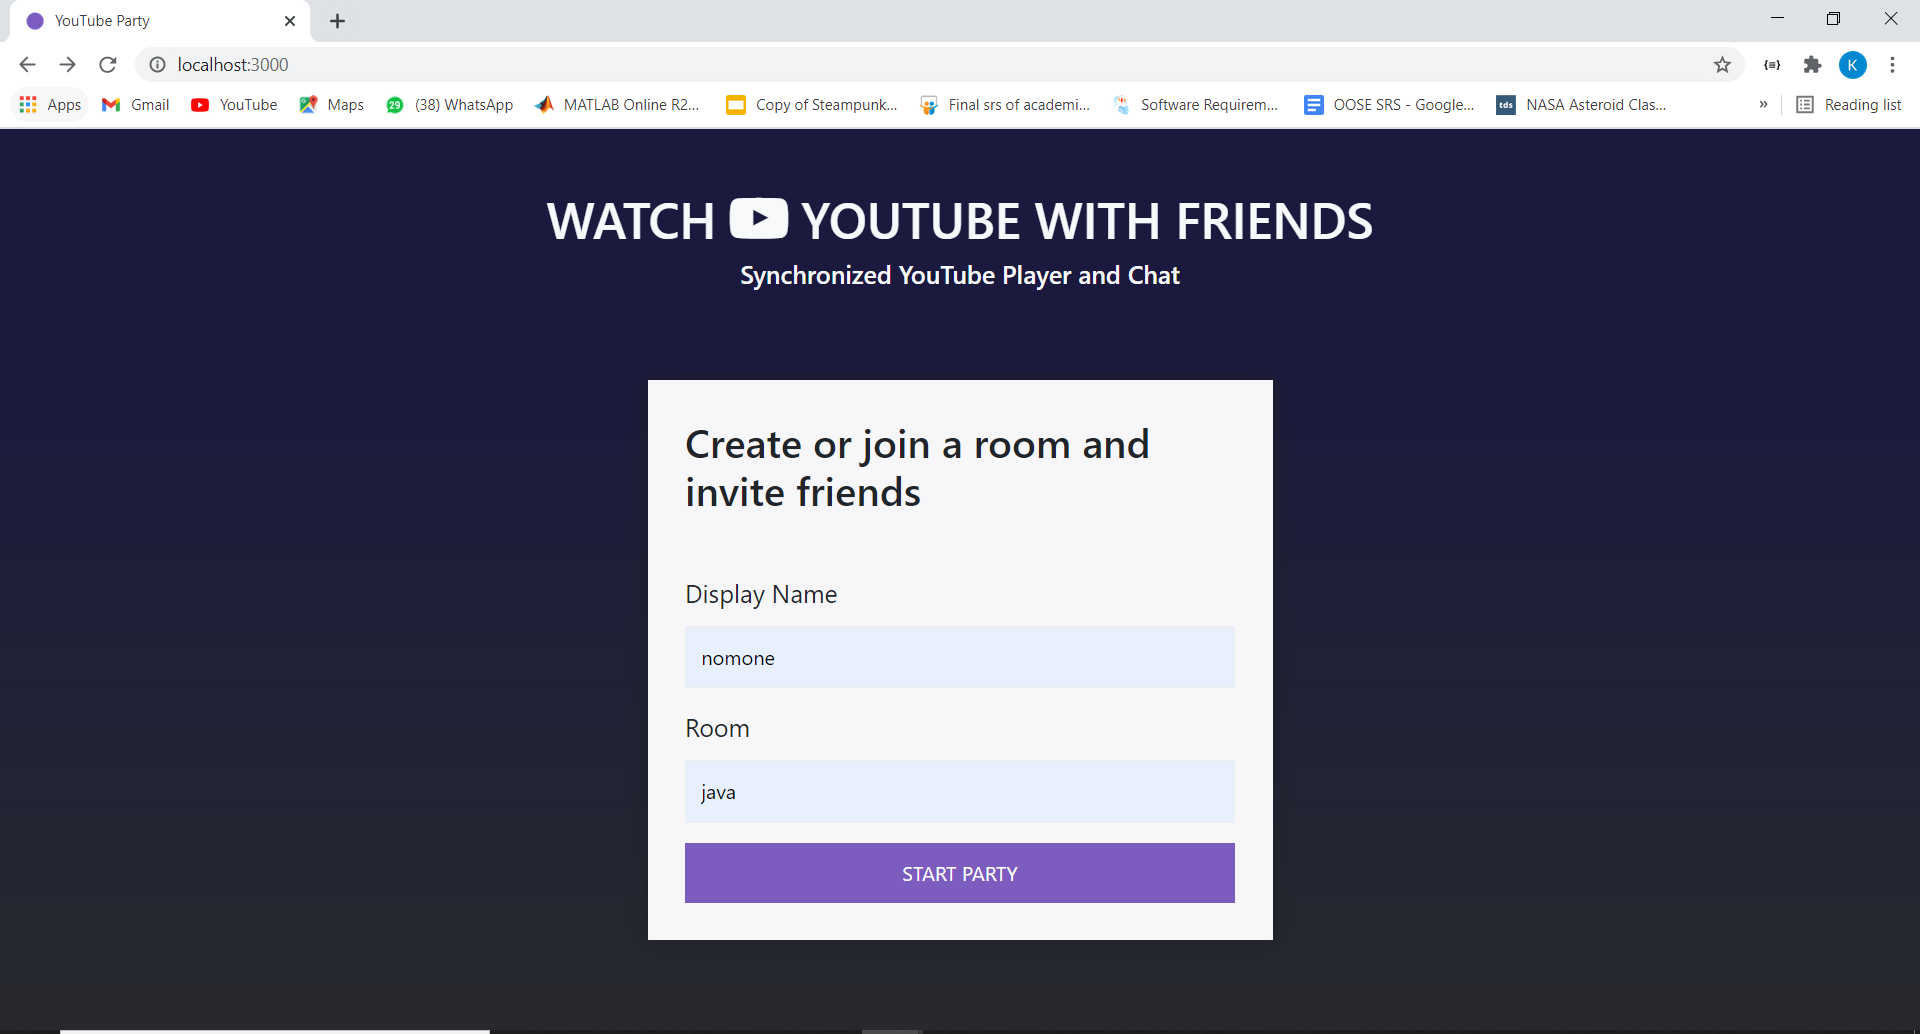 YouTube Party
localhost:3000
K
Apps
Gmail
YouTube
Maps
29
(38) WhatsApp
MATLAB Online R2...
Copy of Steampunk...
Final srs of academi...
Software Requirem...
OOSE SRS - Google...
tds
NASA Asteroid Clas...
»
Reading list
WATCH YOUTUBE WITH FRIENDS
Synchronized YouTube Player and Chat
Create or join a room and
invite friends
Display Name
nomone
Room
java
START PARTY